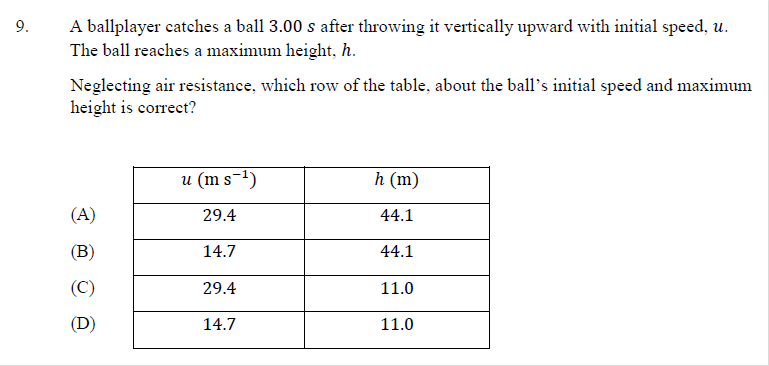 9. A ballplayer catches a ball 3.00 s after throwing it vertically upward with initial speed, u.
The ball reaches a maximum height, h.
Neglecting air resistance, which row of the table, about the ball's initial speed and maximum
height is correct?
u (m s⁻¹) h (m)
(A) 29.4 44.1
(B) 14.7 44.1
(C) 29.4 11.0
(D) 14.7 11.0